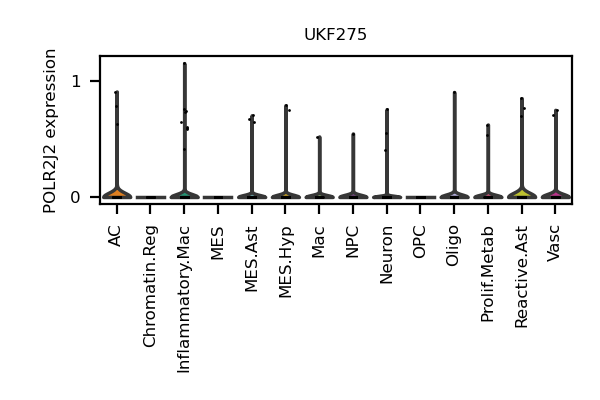 UKF275
POLR2J2 expression
1
0
AC
Chromatin.Reg
Inflammatory.Mac
MES
MES.Ast
MES.Hyp
Mac
NPC
Neuron
OPC
Oligo
Prolif.Metab
Reactive.Ast
Vasc